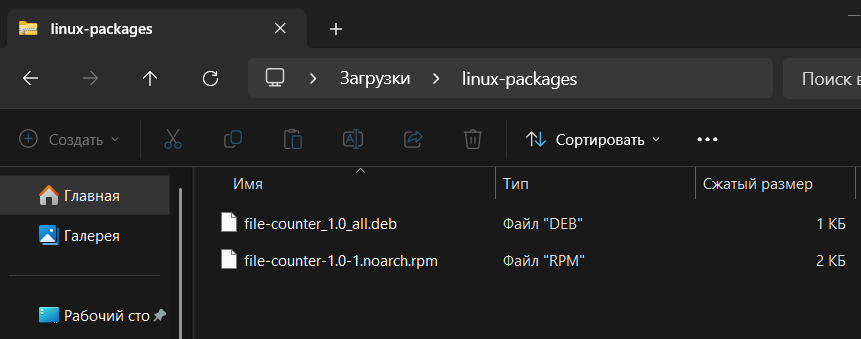 linux-packages
Загрузки linux-packages Поиск в
Создать Сортировать
Имя Тип Сжатый размер
Главная
file-counter_1.0_all.deb Файл "DEB" 1 КБ
Галерея
file-counter-1.0-1.noarch.rpm Файл "RPM" 2 КБ
Рабочий сто